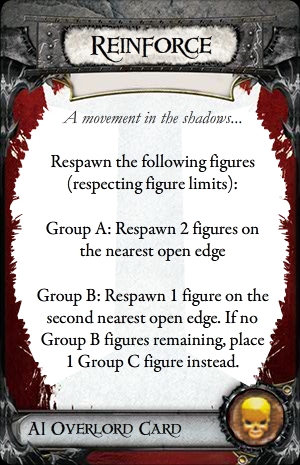 Reinforce
A movement in the shadows...
Respawn the following figures
(respecting figure limits):
Group A: Respawn 2 figures on
the nearest open edge
Group B: Respawn 1 figure on the
second nearest open edge. If no
Group B figures remaining, place
1 Group C figure instead.
AI Overlord Card